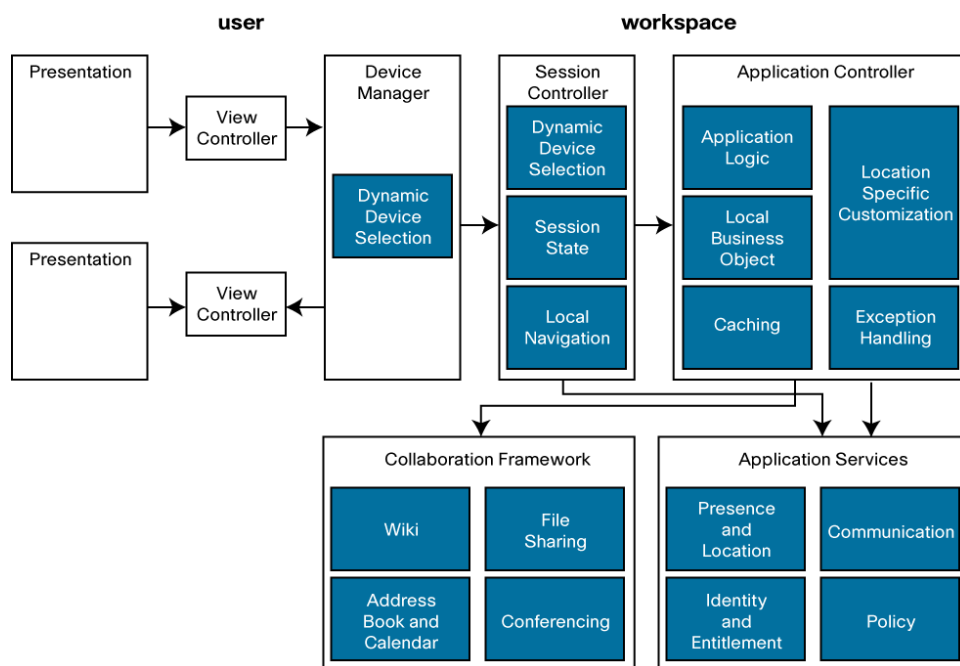 user
workspace
Presentation
View
Controller
Device
Manager
Dynamic
Device
Selection
Presentation
View
Controller
Session
Controller
Dynamic
Device
Selection
Session
State
Local
Navigation
Application Controller
Application
Logic
Local
Business
Object
Caching
Location
Specific
Customization
Exception
Handling
Collaboration Framework
Wiki
File
Sharing
Address
Book and
Calendar
Conferencing
Application Services
Presence
and
Location
Communication
Identity
and
Entitlement
Policy